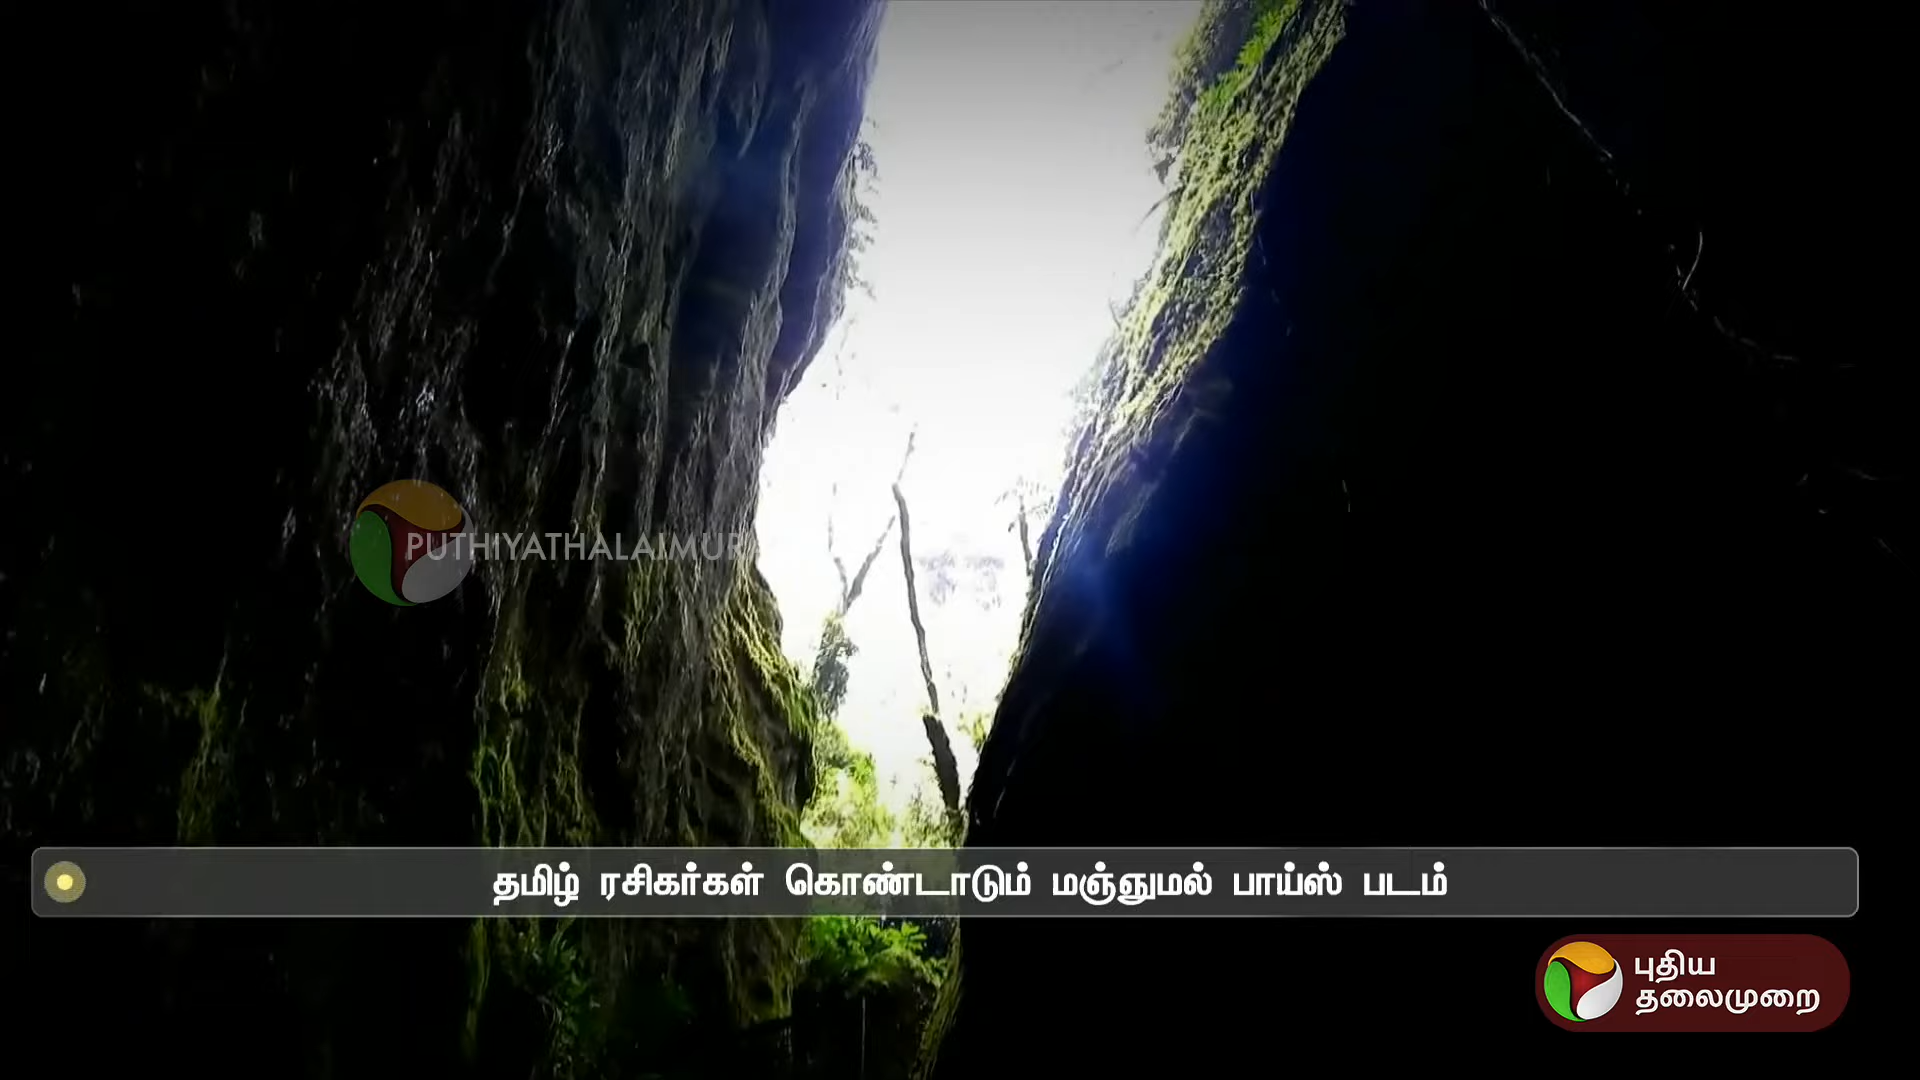 PUTHIYATHALAIMUR
தமிழ் ரசிகர்கள் கொண்டாடும் மஞ்ஞுமல் பாய்ஸ் படம்
புதிய
தலைமுறை